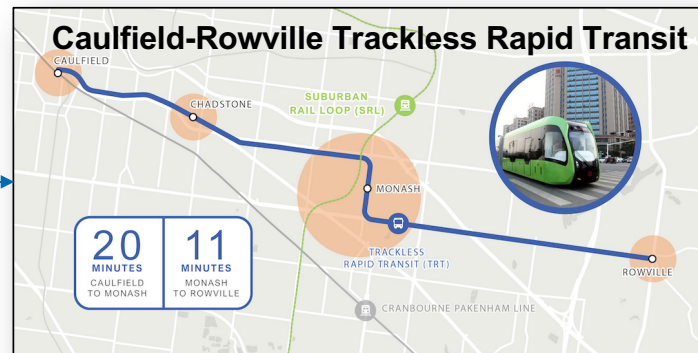 Caulfield-Rowville Trackless Rapid Transit
CAULFIELD
CHADSTONE
SUBURBAN
RAIL LOOP (SRL)
MONASH
TRACKLESS
RAPID TRANSIT (TRT)
ROWVILLE
20
MINUTES
CAULFIELD
TO MONASH
11
MINUTES
MONASH
TO ROWVILLE
CRANBOURNE PAKENHAM LINE